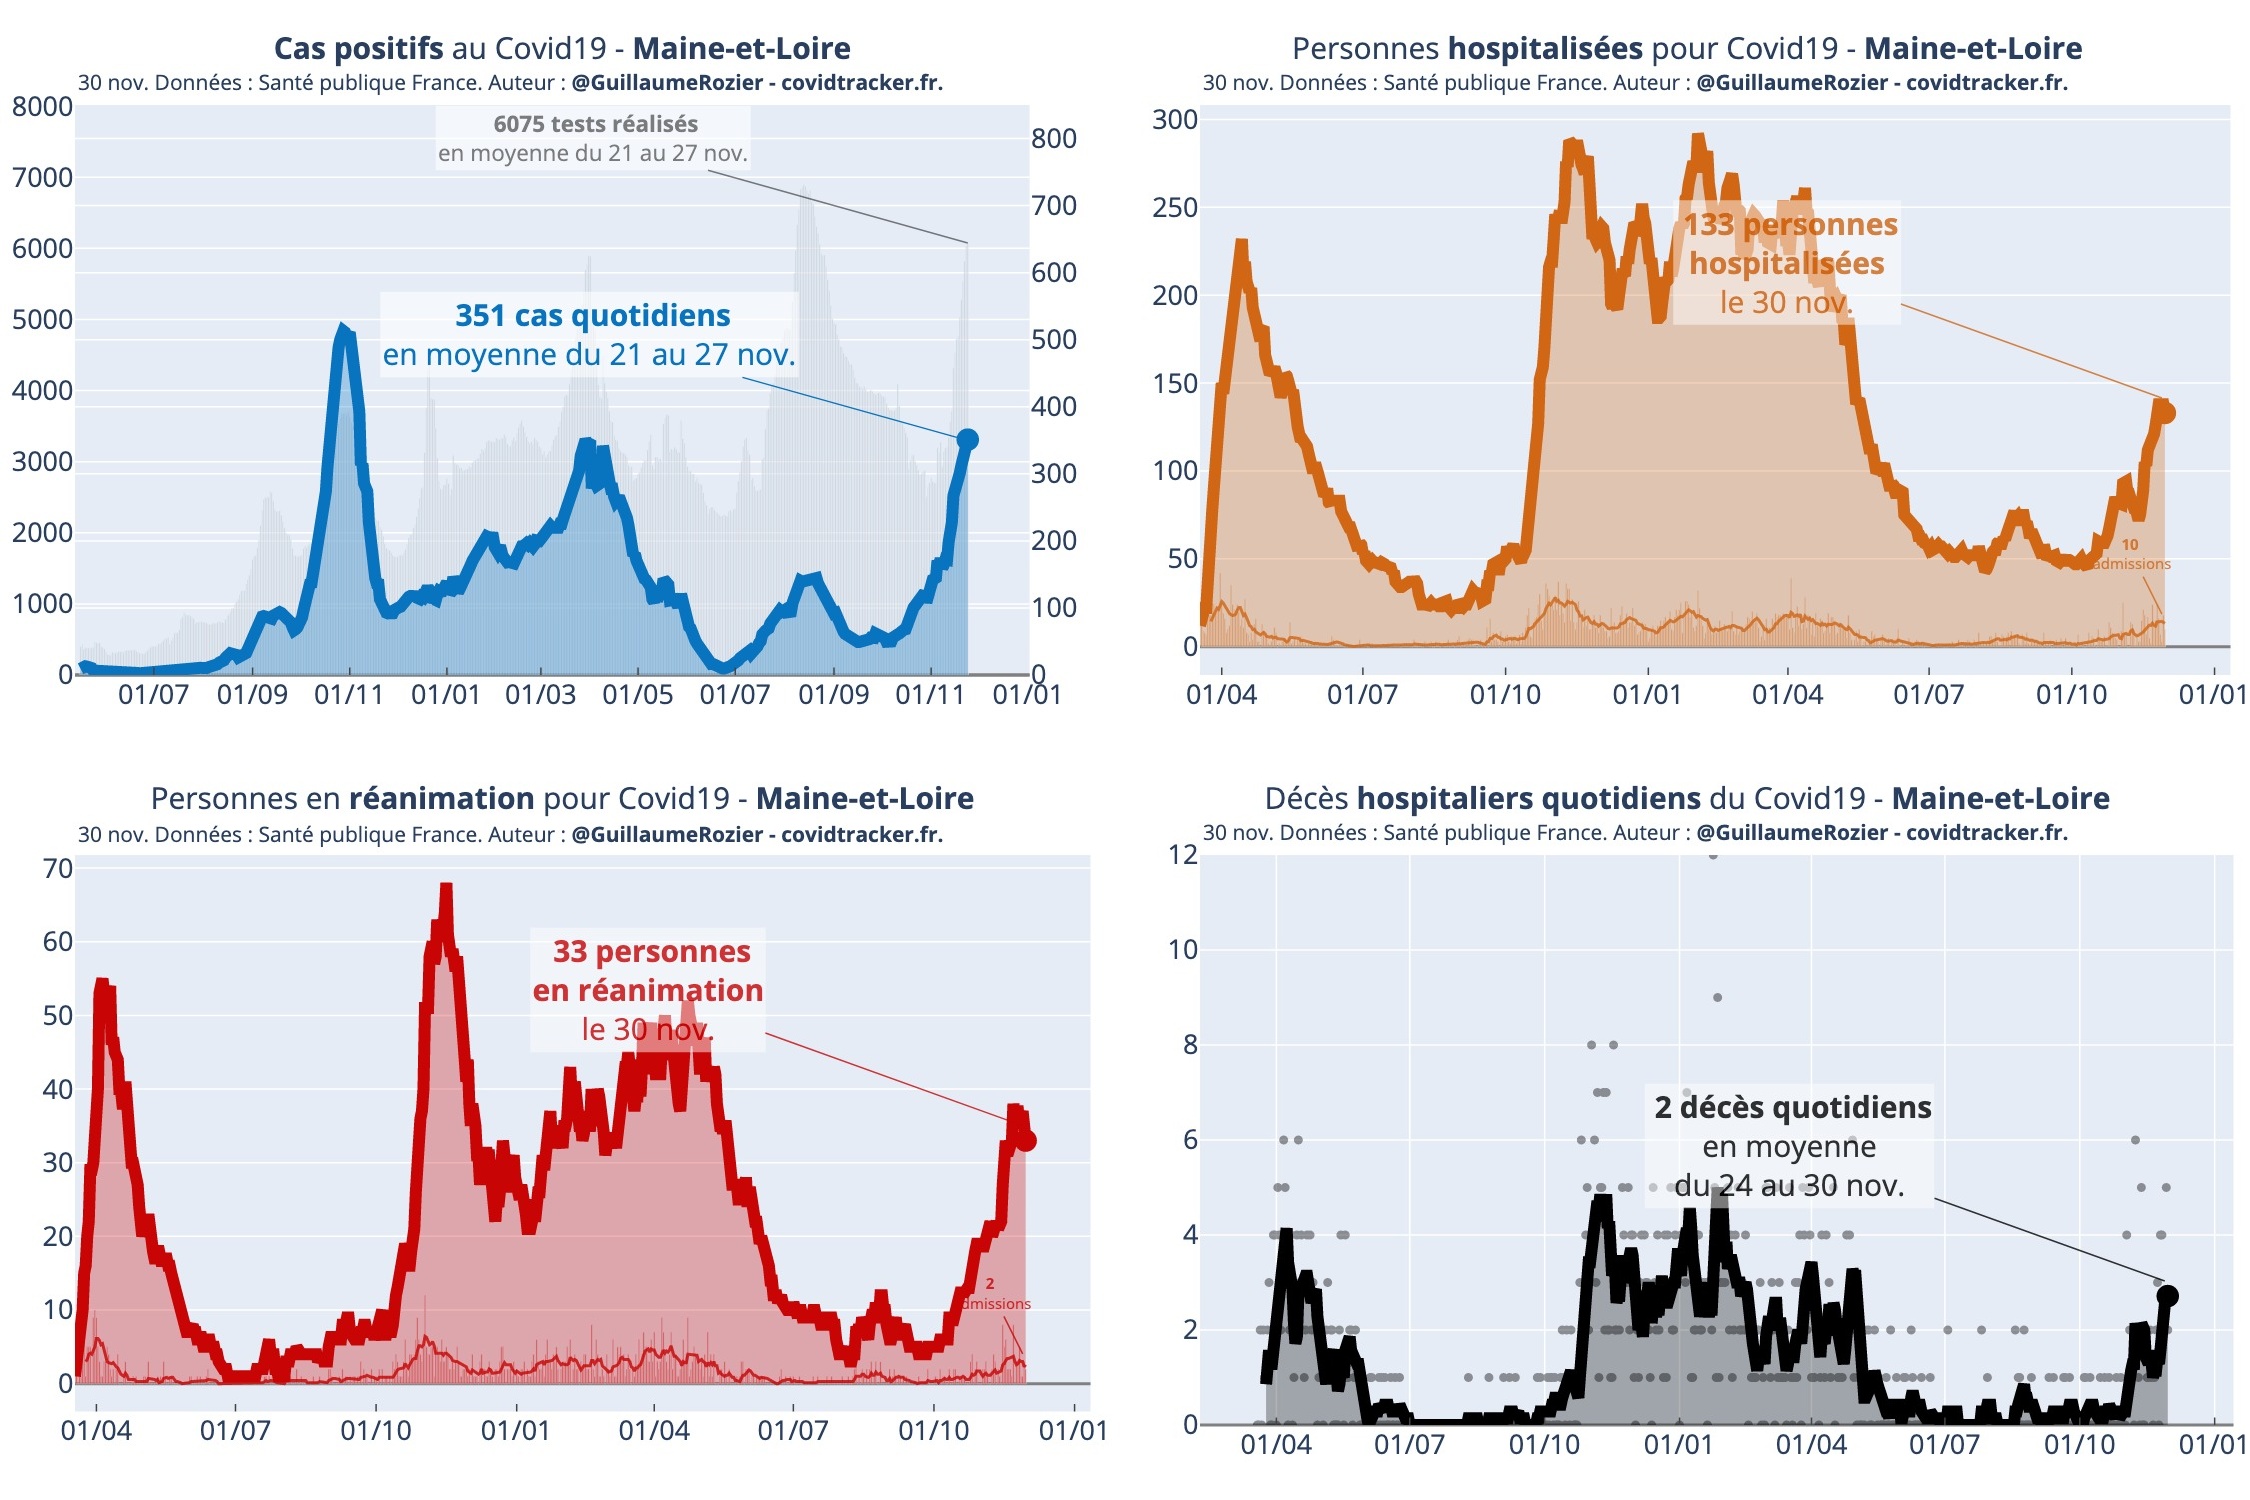 Cas positifs au Covid19 - Maine-et-Loire
30 nov. Données : Santé publique France. Auteur : @GuillaumeRozier - covidtracker.fr.
8000
7000
6000
5000
4000
3000
2000
1000
0
800
700
600
500
400
300
200
100
0
6075 tests réalisés
en moyenne du 21 au 27 nov.
351 cas quotidiens
en moyenne du 21 au 27 nov.
01/07 01/09 01/11 01/01 01/03 01/05 01/07 01/09 01/11 01/01
Personnes hospitalisées pour Covid19 - Maine-et-Loire
30 nov. Données : Santé publique France. Auteur : @GuillaumeRozier - covidtracker.fr.
300
250
200
150
100
50
0
133 personnes
hospitalisées
le 30 nov.
10
admissions
01/04 01/07 01/10 01/01 01/04 01/07 01/10 01/01
Personnes en réanimation pour Covid19 - Maine-et-Loire
30 nov. Données : Santé publique France. Auteur : @GuillaumeRozier - covidtracker.fr.
70
60
50
40
30
20
10
0
33 personnes
en réanimation
le 30 nov.
2
admissions
01/04 01/07 01/10 01/01 01/04 01/07 01/10 01/01
Décès hospitaliers quotidiens du Covid19 - Maine-et-Loire
30 nov. Données : Santé publique France. Auteur : @GuillaumeRozier - covidtracker.fr.
12
10
8
6
4
2
0
2 décès quotidiens
en moyenne
du 24 au 30 nov.
01/04 01/07 01/10 01/01 01/04 01/07 01/10 01/01